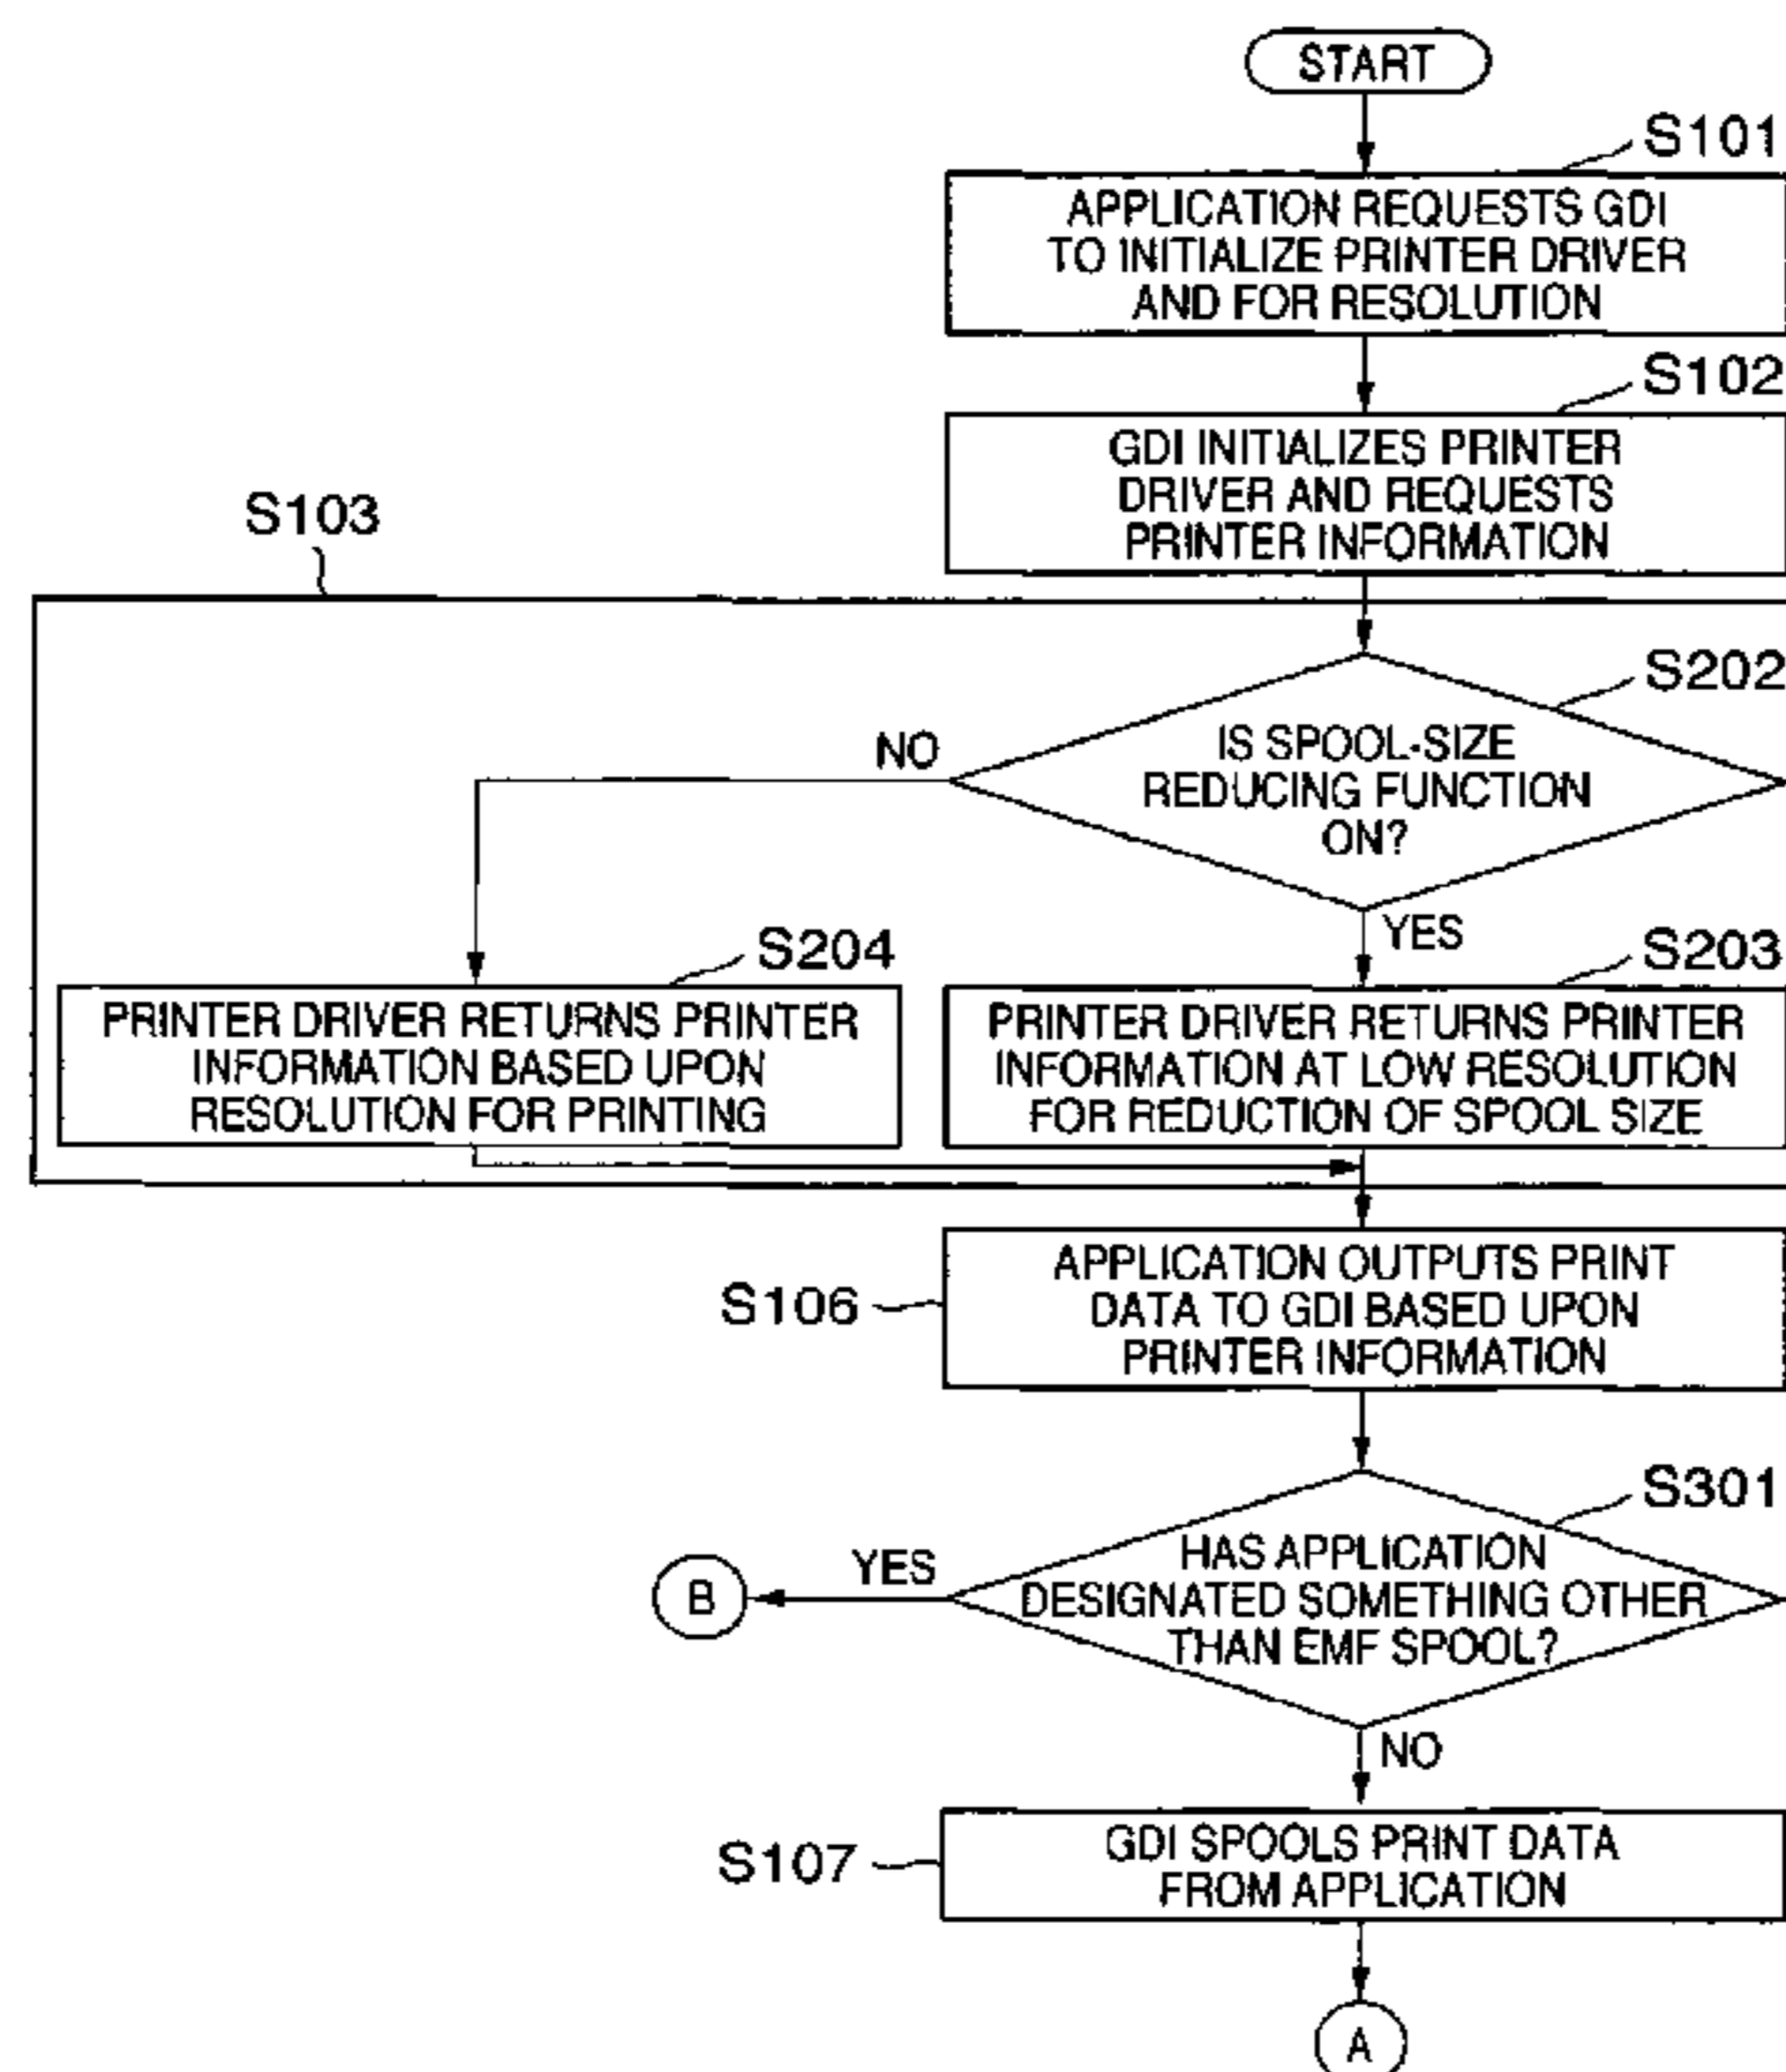 START
S101
APPLICATION REQUESTS GDI
TO INITIALIZE PRINTER DRIVER
AND FOR RESOLUTION
S102
GDI INITIALIZES PRINTER
DRIVER AND REQUESTS
PRINTER INFORMATION
S103
S202
IS SPOOL-SIZE
REDUCING FUNCTION
ON?
NO
YES
S204
PRINTER DRIVER RETURNS PRINTER
INFORMATION BASED UPON
RESOLUTION FOR PRINTING
S203
PRINTER DRIVER RETURNS PRINTER
INFORMATION AT LOW RESOLUTION
FOR REDUCTION OF SPOOL SIZE
S106
APPLICATION OUTPUTS PRINT
DATA TO GDI BASED UPON
PRINTER INFORMATION
S301
HAS APPLICATION
DESIGNATED SOMETHING OTHER
THAN EMF SPOOL?
YES
B
NO
S107
GDI SPOOLS PRINT DATA
FROM APPLICATION
A